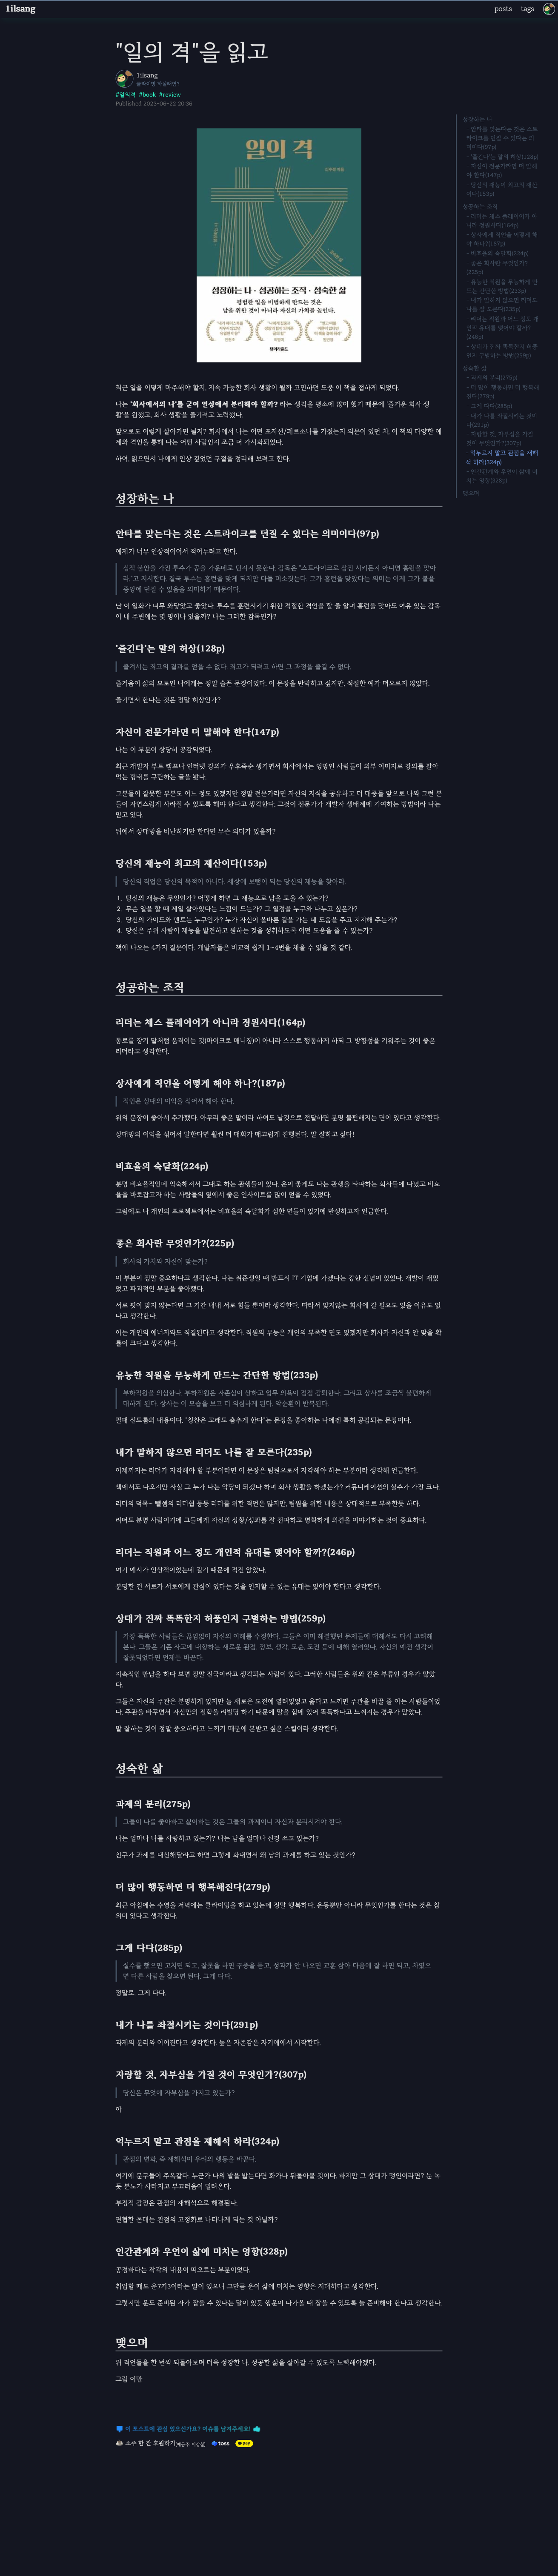 1ilsang
posts
tags
"일의 격"을 읽고
1ilsang
클라이밍 하실래염?
#일의격 #book #review
Published 2023-06-22 20:36
성장하는 나
- 안타를 맞는다는 것은 스트
라이크를 던질 수 있다는 의
미이다(97p)
- '즐긴다'는 말의 허상(128p)
- 자신이 전문가라면 더 말해
야 한다(147p)
- 당신의 재능이 최고의 재산
이다(153p)
성공하는 조직
- 리더는 체스 플레이어가 아
니라 정원사다(164p)
- 상사에게 직언을 어떻게 해
야 하나?(187p)
- 비효율의 숙달화(224p)
- 좋은 회사란 무엇인가?
(225p)
- 유능한 직원을 무능하게 만
드는 간단한 방법(233p)
- 내가 말하지 않으면 리더도
나를 잘 모른다(235p)
- 리더는 직원과 어느 정도 개
인적 유대를 맺어야 할까?
(246p)
- 상대가 진짜 똑똑한지 허풍
인지 구별하는 방법(259p)
성숙한 삶
- 과제의 분리(275p)
- 더 많이 행동하면 더 행복해
진다(279p)
- 그게 다다(285p)
- 내가 나를 좌절시키는 것이
다(291p)
- 자랑할 것, 자부심을 가질
것이 무엇인가?(307p)
- 억누르지 말고 관점을 재해
석 하라(324p)
- 인간관계와 우연이 삶에 미
치는 영향(328p)
맺으며
일의 격
신수정 지음
성장하는 나 · 성공하는 조직 · 성숙한 삶
평범한 일을 비범하게 만드는 것은
남을 위한 것이 아니라 자신의 가치를 높인다.
턴어라운드
최근 일을 어떻게 마주해야 할지, 지속 가능한 회사 생활이 뭘까 고민하던 도중 이 책을 접하게 되었다.
나는 "회사에서의 나'를 굳이 일상에서 분리해야 할까? 라는 생각을 평소에 많이 했기 때문에 '즐거운 회사 생
활'을 원했고, 회사 생활을 즐기려고 노력했다.
앞으로도 이렇게 살아가면 될지? 회사에서 나는 어떤 포지션/페르소나를 가졌는지 의문이 있던 차, 이 책의 다양한 예
제와 격언을 통해 나는 어떤 사람인지 조금 더 가시화되었다.
하여, 읽으면서 나에게 인상 깊었던 구절을 정리해 보려고 한다.
성장하는 나
안타를 맞는다는 것은 스트라이크를 던질 수 있다는 의미이다(97p)
예제가 너무 인상적이어서 적어두려고 한다.
심적 불안을 가진 투수가 공을 가운데로 던지지 못한다. 감독은 "스트라이크로 삼진 시키든지 아니면 홈런을 맞아
라."고 지시한다. 결국 투수는 홈런을 맞게 되지만 다들 미소짓는다. 그가 홈런을 맞았다는 의미는 이제 그가 볼을
중앙에 던질 수 있음을 의미하기 때문이다.
난 이 일화가 너무 와닿았고 좋았다. 투수를 훈련시키기 위한 적절한 격언을 할 줄 알며 홈런을 맞아도 여유 있는 감독
이 내 주변에는 몇 명이나 있을까? 나는 그러한 감독인가?
'즐긴다'는 말의 허상(128p)
즐겨서는 최고의 결과를 얻을 수 없다. 최고가 되려고 하면 그 과정을 즐길 수 없다.
즐거움이 삶의 모토인 나에게는 정말 슬픈 문장이었다. 이 문장을 반박하고 싶지만, 적절한 예가 떠오르지 않았다.
즐기면서 한다는 것은 정말 허상인가?
자신이 전문가라면 더 말해야 한다(147p)
나는 이 부분이 상당히 공감되었다.
최근 개발자 부트 캠프나 인터넷 강의가 우후죽순 생기면서 회사에서는 엉망인 사람들이 외부 이미지로 강의를 팔아
먹는 형태를 규탄하는 글을 봤다.
그분들이 잘못한 부분도 어느 정도 있겠지만 정말 전문가라면 자신의 지식을 공유하고 더 대중들 앞으로 나와 그런 분
들이 자연스럽게 사라질 수 있도록 해야 한다고 생각한다. 그것이 전문가가 개발자 생태계에 기여하는 방법이라 나는
믿고 있다.
뒤에서 상대방을 비난하기만 한다면 무슨 의미가 있을까?
당신의 재능이 최고의 재산이다(153p)
당신의 직업은 당신의 목적이 아니다. 세상에 보탬이 되는 당신의 재능을 찾아라.
1. 당신의 재능은 무엇인가? 어떻게 하면 그 재능으로 남을 도울 수 있는가?
2. 무슨 일을 할 때 제일 살아있다는 느낌이 드는가? 그 열정을 누구와 나누고 싶은가?
3. 당신의 가이드와 멘토는 누구인가? 누가 자신이 올바른 길을 가는 데 도움을 주고 지지해 주는가?
4. 당신은 주위 사람이 재능을 발견하고 원하는 것을 성취하도록 어떤 도움을 줄 수 있는가?
책에 나오는 4가지 질문이다. 개발자들은 비교적 쉽게 1~4번을 채울 수 있을 것 같다.
성공하는 조직
리더는 체스 플레이어가 아니라 정원사다(164p)
동료를 장기 말처럼 움직이는 것(마이크로 매니징)이 아니라 스스로 행동하게 하되 그 방향성을 키워주는 것이 좋은
리더라고 생각한다.
상사에게 직언을 어떻게 해야 하나?(187p)
직언은 상대의 이익을 섞어서 해야 한다.
위의 문장이 좋아서 추가했다. 아무리 좋은 말이라 하여도 날것으로 전달하면 분명 불편해지는 면이 있다고 생각한다.
상대방의 이익을 섞어서 말한다면 훨씬 더 대화가 매끄럽게 진행된다. 말 잘하고 싶다!
비효율의 숙달화(224p)
분명 비효율적인데 익숙해져서 그대로 하는 관행들이 있다. 운이 좋게도 나는 관행을 타파하는 회사들에 다녔고 비효
율을 바로잡고자 하는 사람들의 옆에서 좋은 인사이트를 많이 얻을 수 있었다.
그럼에도 나 개인의 프로젝트에서는 비효율의 숙달화가 심한 면들이 있기에 반성하고자 언급한다.
좋은 회사란 무엇인가?(225p)
회사의 가치와 자신이 맞는가?
이 부분이 정말 중요하다고 생각한다. 나는 취준생일 때 반드시 IT 기업에 가겠다는 강한 신념이 있었다. 개발이 재밌
었고 파괴적인 부분을 좋아했다.
서로 핏이 맞지 않는다면 그 기간 내내 서로 힘들 뿐이라 생각한다. 따라서 맞지않는 회사에 갈 필요도 있을 이유도 없
다고 생각한다.
이는 개인의 에너지와도 직결된다고 생각한다. 직원의 무능은 개인의 부족한 면도 있겠지만 회사가 자신과 안 맞을 확
률이 크다고 생각한다.
유능한 직원을 무능하게 만드는 간단한 방법(233p)
부하직원을 의심한다. 부하직원은 자존심이 상하고 업무 의욕이 점점 감퇴한다. 그리고 상사를 조금씩 불편하게
대하게 된다. 상사는 이 모습을 보고 더 의심하게 된다. 악순환이 반복된다.
필패 신드롬의 내용이다. "칭찬은 고래도 춤추게 한다"는 문장을 좋아하는 나에겐 특히 공감되는 문장이다.
내가 말하지 않으면 리더도 나를 잘 모른다(235p)
이제까지는 리더가 자각해야 할 부분이라면 이 문장은 팀원으로서 자각해야 하는 부분이라 생각해 언급한다.
책에서도 나오지만 사실 그 누가 나는 악당이 되겠다 하며 회사 생활을 하겠는가? 커뮤니케이션의 실수가 가장 크다.
리더의 덕목~ 뺄셈의 리더쉽 등등 리더를 위한 격언은 많지만, 팀원을 위한 내용은 상대적으로 부족한듯 하다.
리더도 분명 사람이기에 그들에게 자신의 상황/성과를 잘 전파하고 명확하게 의견을 이야기하는 것이 중요하다.
리더는 직원과 어느 정도 개인적 유대를 맺어야 할까?(246p)
여기 예시가 인상적이었는데 길기 때문에 적진 않았다.
분명한 건 서로가 서로에게 관심이 있다는 것을 인지할 수 있는 유대는 있어야 한다고 생각한다.
상대가 진짜 똑똑한지 허풍인지 구별하는 방법(259p)
가장 똑똑한 사람들은 끊임없이 자신의 이해를 수정한다. 그들은 이미 해결했던 문제들에 대해서도 다시 고려해
본다. 그들은 기존 사고에 대항하는 새로운 관점, 정보, 생각, 모순, 도전 등에 대해 열려있다. 자신의 예전 생각이
잘못되었다면 언제든 바꾼다.
지속적인 만남을 하다 보면 정말 진국이라고 생각되는 사람이 있다. 그러한 사람들은 위와 같은 부류인 경우가 많았
다.
그들은 자신의 주관은 분명하게 있지만 늘 새로운 도전에 열려있었고 옳다고 느끼면 주관을 바꿀 줄 아는 사람들이었
다. 주관을 바꾸면서 자신만의 철학을 리빌딩 하기 때문에 말을 함에 있어 똑똑하다고 느껴지는 경우가 많았다.
말 잘하는 것이 정말 중요하다고 느끼기 때문에 본받고 싶은 스킬이라 생각한다.
성숙한 삶
과제의 분리(275p)
그들이 나를 좋아하고 싫어하는 것은 그들의 과제이니 자신과 분리시켜야 한다.
나는 얼마나 나를 사랑하고 있는가? 나는 남을 얼마나 신경 쓰고 있는가?
친구가 과제를 대신해달라고 하면 그렇게 화내면서 왜 남의 과제를 하고 있는 것인가?
더 많이 행동하면 더 행복해진다(279p)
최근 아침에는 수영을 저녁에는 클라이밍을 하고 있는데 정말 행복하다. 운동뿐만 아니라 무엇인가를 한다는 것은 참
의미 있다고 생각한다.
그게 다다(285p)
실수를 했으면 고치면 되고, 잘못을 하면 꾸중을 듣고, 성과가 안 나오면 교훈 삼아 다음에 잘 하면 되고, 차였으
면 다른 사람을 찾으면 된다. 그게 다다.
정말로, 그게 다다.
내가 나를 좌절시키는 것이다(291p)
과제의 분리와 이어진다고 생각한다. 높은 자존감은 자기애에서 시작한다.
자랑할 것, 자부심을 가질 것이 무엇인가?(307p)
당신은 무엇에 자부심을 가지고 있는가?
아
억누르지 말고 관점을 재해석 하라(324p)
관점의 변화, 즉 재해석이 우리의 행동을 바꾼다.
여기에 문구들이 주옥같다. 누군가 나의 발을 밟는다면 화가나 뒤돌아볼 것이다. 하지만 그 상대가 맹인이라면? 눈 녹
듯 분노가 사라지고 부끄러움이 밀려온다.
부정적 감정은 관점의 재해석으로 해결된다.
편협한 꼰대는 관점의 고정화로 나타나게 되는 것 아닐까?
인간관계와 우연이 삶에 미치는 영향(328p)
공정하다는 착각의 내용이 떠오르는 부분이었다.
취업할 때도 운7기3이라는 말이 있으니 그만큼 운이 삶에 미치는 영향은 지대하다고 생각한다.
그렇지만 운도 준비된 자가 잡을 수 있다는 말이 있듯 행운이 다가올 때 잡을 수 있도록 늘 준비해야 한다고 생각한다.
맺으며
위 격언들을 한 번씩 되돌아보며 더욱 성장한 나, 성공한 삶을 살아갈 수 있도록 노력해야겠다.
그럼 이만
이 포스트에 관심 있으신가요? 이슈를 남겨주세요!
소주 한 잔 후원하기(예금주: 이상철)
toss
pay